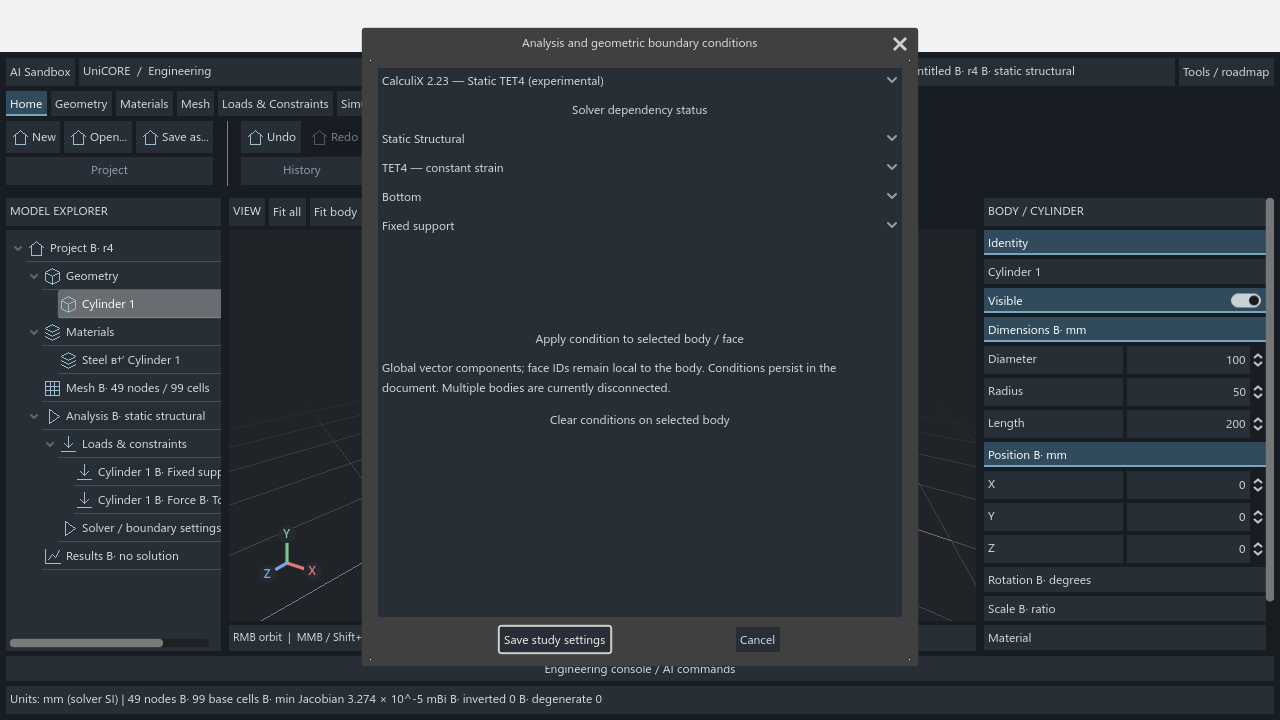 Analysis and geometric boundary conditions
AI Sandbox
UniCORE / Engineering
ntitled В· r4 В· static structural
Tools / roadmap
Home
Geometry
Materials
Mesh
Loads & Constraints
Simu
New
Open...
Save as...
Undo
Redo
Project
History
CalculiX 2.23 — Static TET4 (experimental)
Solver dependency status
Static Structural
TET4 — constant strain
Bottom
Fixed support
Apply condition to selected body / face
Global vector components; face IDs remain local to the body. Conditions persist in the
document. Multiple bodies are currently disconnected.
Clear conditions on selected body
Save study settings
Cancel
MODEL EXPLORER
Project В· r4
Geometry
Cylinder 1
Materials
Steel в†’ Cylinder 1
Mesh В· 49 nodes / 99 cells
Analysis В· static structural
Loads & constraints
Cylinder 1 В· Fixed supp
Cylinder 1 В· Force В· To
Solver / boundary settings
Results В· no solution
VIEW
Fit all
Fit body
Y
Z
X
RMB orbit | MMB / Shift+
BODY / CYLINDER
Identity
Cylinder 1
Visible
Dimensions В· mm
Diameter 100
Radius 50
Length 200
Position В· mm
X 0
Y 0
Z 0
Rotation В· degrees
Scale В· ratio
Material
Engineering console / AI commands
Units: mm (solver SI) | 49 nodes В· 99 base cells В· min Jacobian 3.274 × 10^-5 mВі В· inverted 0 В· degenerate 0